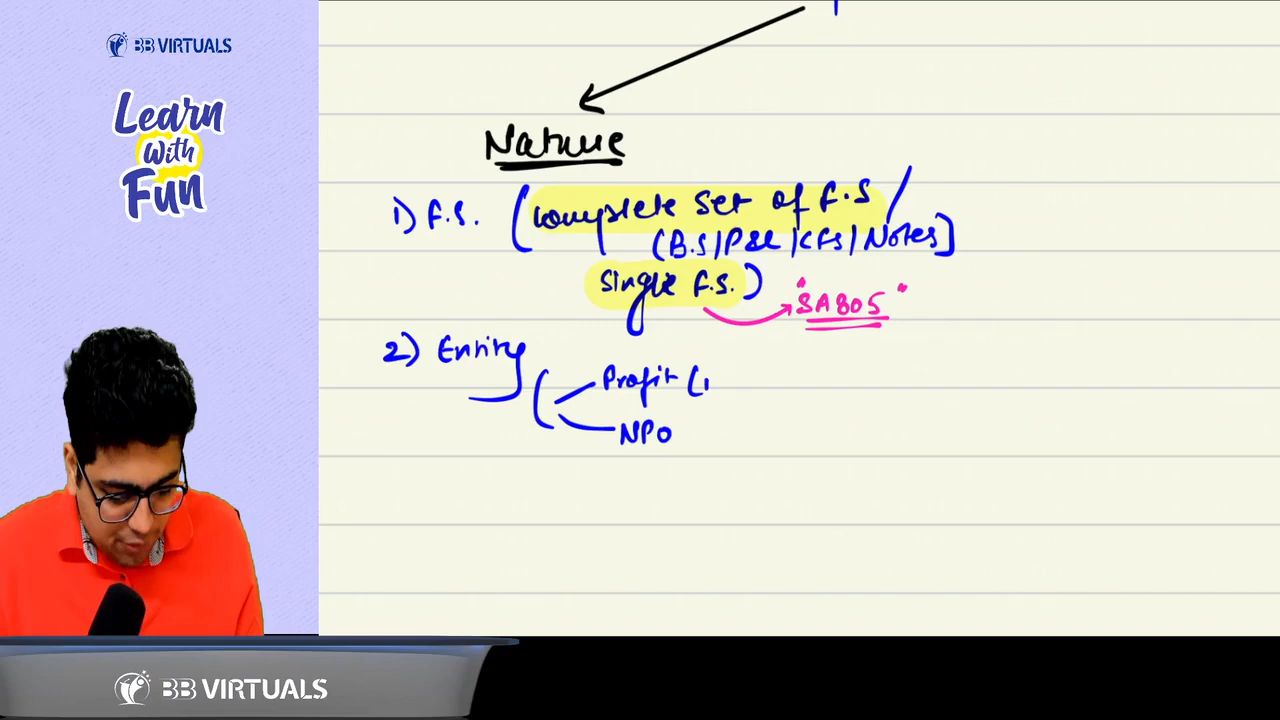 BB VIRTUALS
Learn
With
Fun
Nature
1) F.S. (Complete Set of F.S /
(B.S | P&L | CFS | Notes]
Single F.S.)
"SA805"
2) Entity
Profit (
NPO
BB VIRTUALS